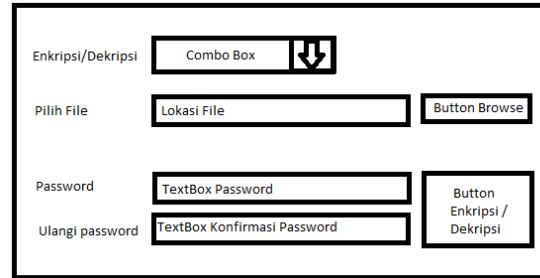 Enkripsi/Dekripsi
Combo Box
Pilih File
Lokasi File
Button Browse
Password
TextBox Password
Ulangi password
TextBox Konfirmasi Password
Button
Enkripsi /
Dekripsi